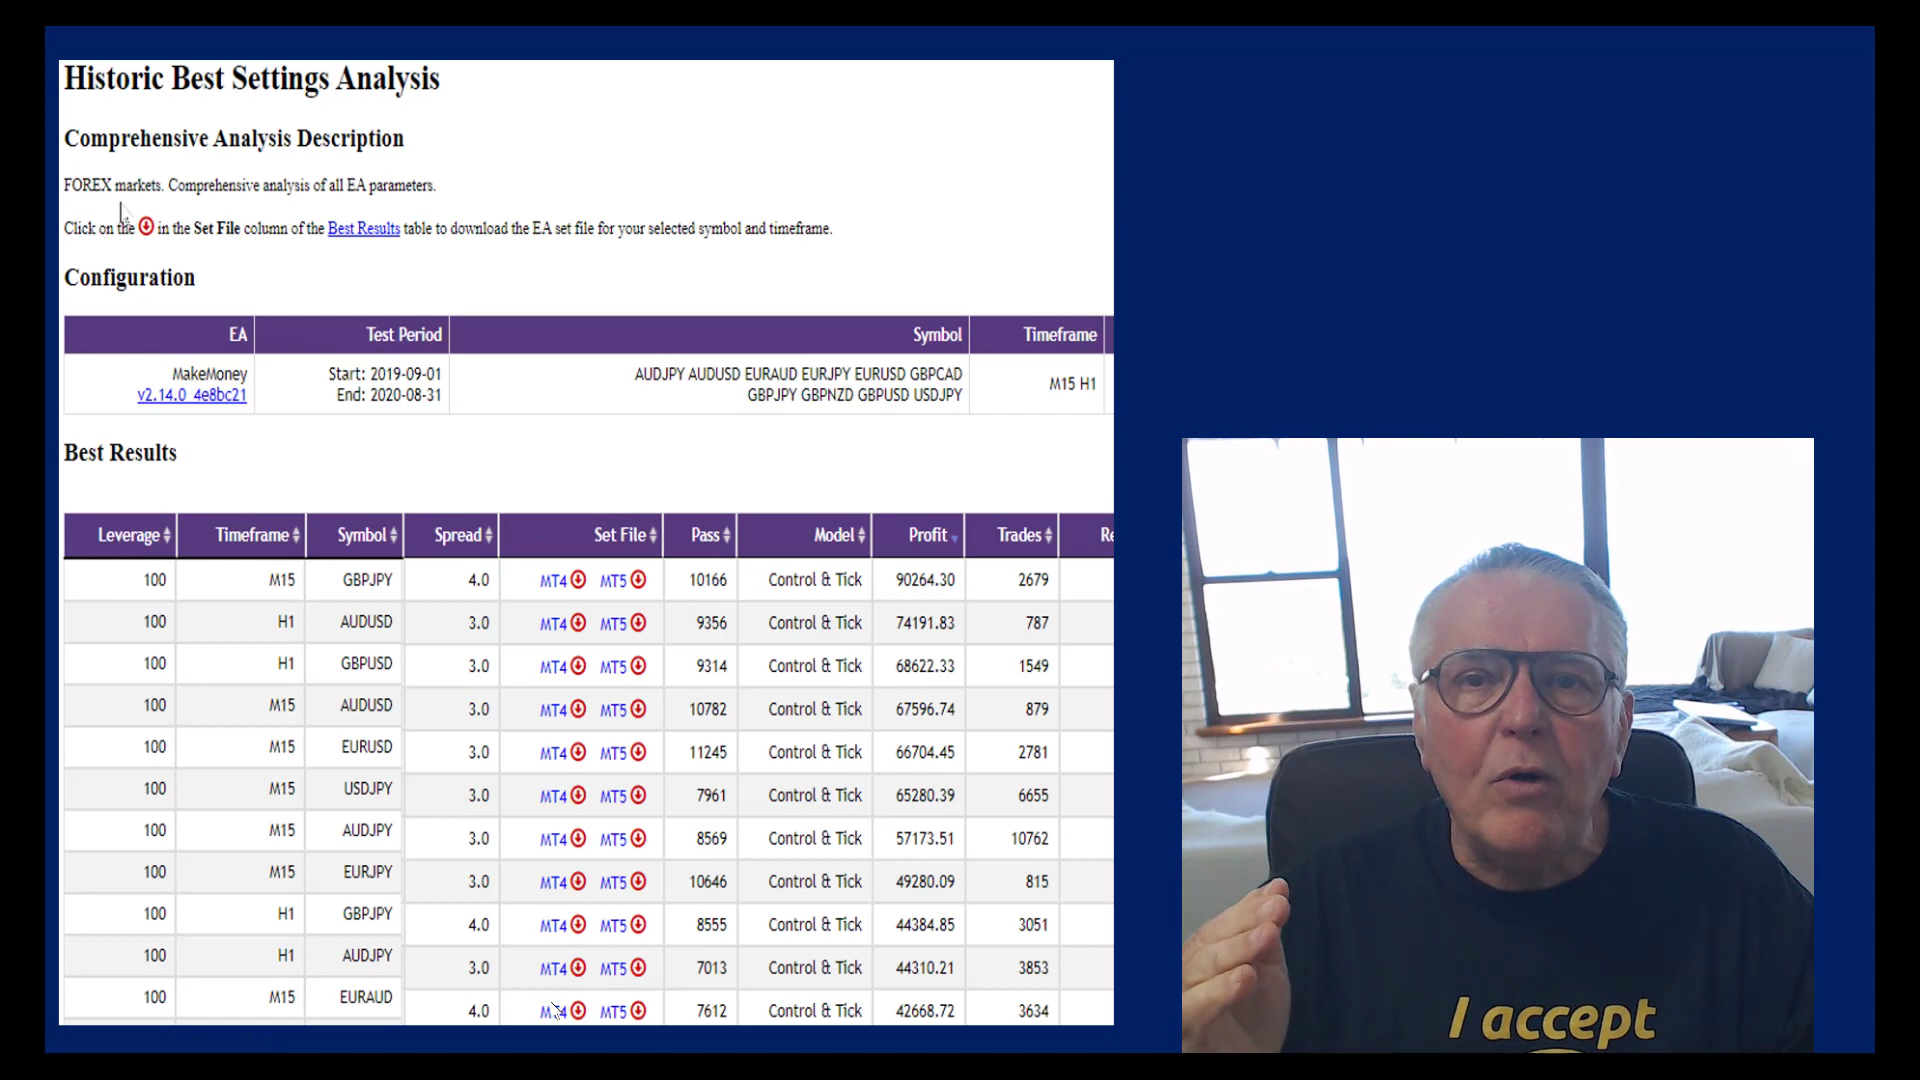 Historic Best Settings Analysis
Comprehensive Analysis Description
FOREX markets. Comprehensive analysis of all EA parameters.
Click on the in the Set File column of the Best Results table to download the EA set file for your selected symbol and timeframe.
Configuration
EA Test Period Symbol Timeframe
MakeMoney Start: 2019-09-01 AUDJPY AUDUSD EURAUD EURJPY EURUSD GBPCAD M15 H1
v2.14.0_4e8bc21 End: 2020-08-31 GBPJPY GBPNZD GBPUSD USDJPY
Best Results
Leverage Timeframe Symbol Spread Set File Pass Model Profit Trades Re
100 M15 GBPJPY 4.0 MT4 MT5 10166 Control & Tick 90264.30 2679
100 H1 AUDUSD 3.0 MT4 MT5 9356 Control & Tick 74191.83 787
100 H1 GBPUSD 3.0 MT4 MT5 9314 Control & Tick 68622.33 1549
100 M15 AUDUSD 3.0 MT4 MT5 10782 Control & Tick 67596.74 879
100 M15 EURUSD 3.0 MT4 MT5 11245 Control & Tick 66704.45 2781
100 M15 USDJPY 3.0 MT4 MT5 7961 Control & Tick 65280.39 6655
100 M15 AUDJPY 3.0 MT4 MT5 8569 Control & Tick 57173.51 10762
100 M15 EURJPY 3.0 MT4 MT5 10646 Control & Tick 49280.09 815
100 H1 GBPJPY 4.0 MT4 MT5 8555 Control & Tick 44384.85 3051
100 H1 AUDJPY 3.0 MT4 MT5 7013 Control & Tick 44310.21 3853
100 M15 EURAUD 4.0 MT4 MT5 7612 Control & Tick 42668.72 3634
I accept